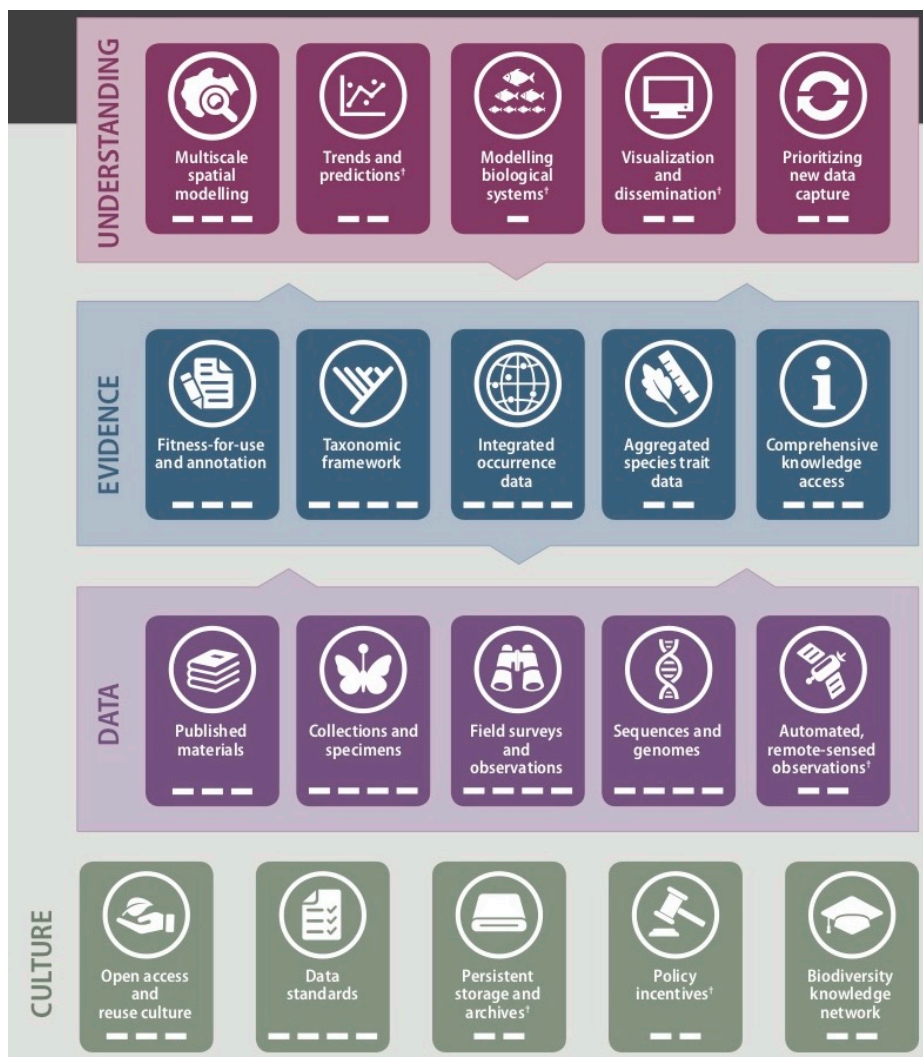 UNDERSTANDING
Multiscale
spatial
modelling
Trends and
predictions†
Modelling
biological
systems†
Visualization
and
dissemination†
Prioritizing
new data
capture
EVIDENCE
Fitness-for-use
and annotation
Taxonomic
framework
Integrated
occurrence
data
Aggregated
species trait
data
Comprehensive
knowledge
access
DATA
Published
materials
Collections and
specimens
Field surveys
and
observations
Sequences and
genomes
Automated,
remote-sensed
observations†
CULTURE
Open access
and
reuse culture
Data
standards
Persistent
storage and
archives†
Policy
incentives†
Biodiversity
knowledge
network